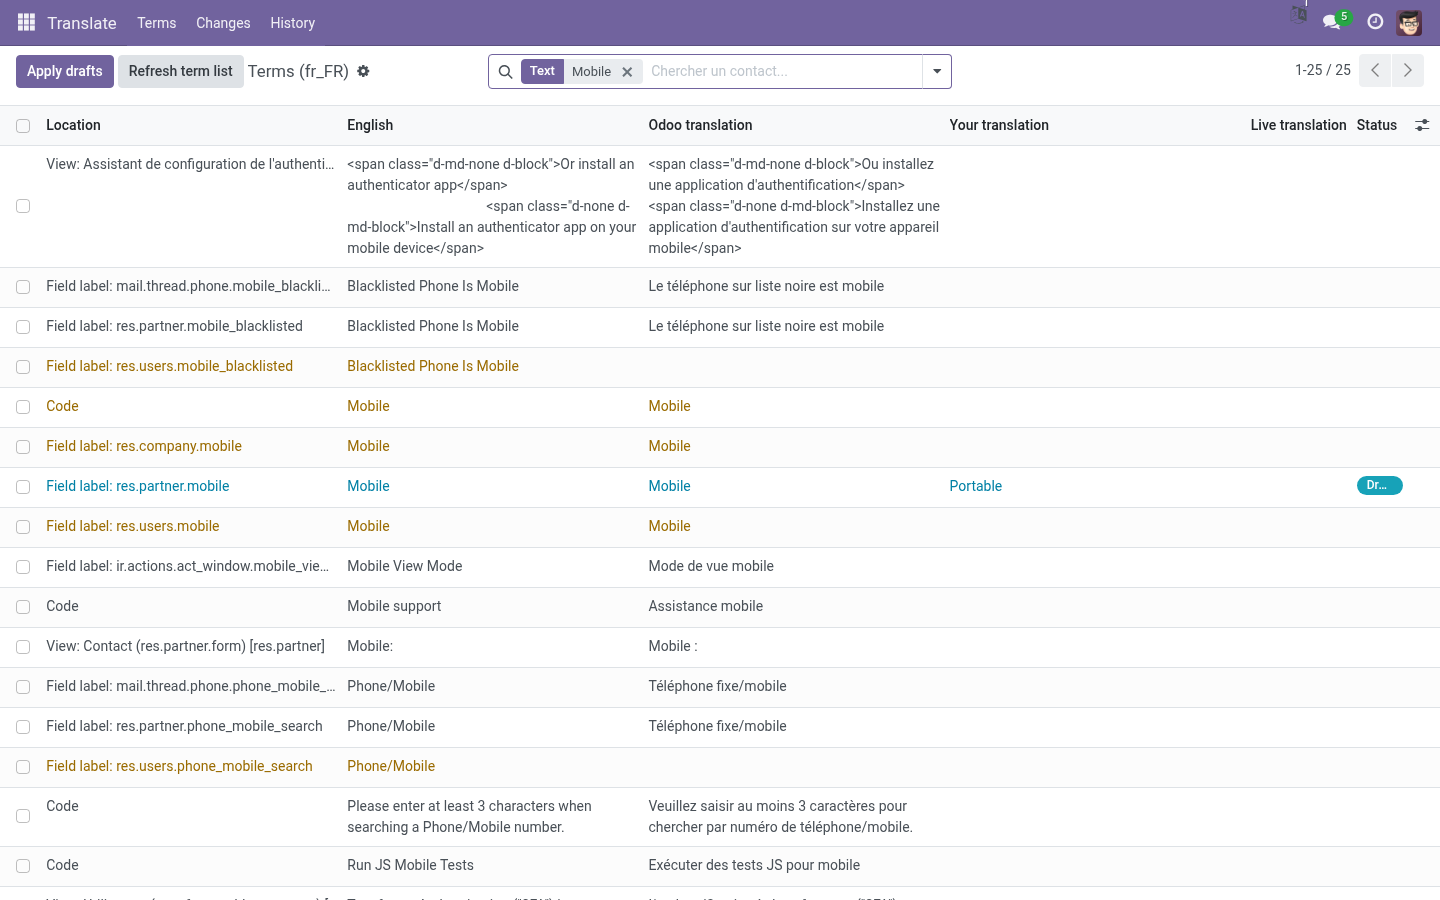 Translate Terms Changes History 5
Apply drafts Refresh term list Terms (fr_FR) Text Mobile Chercher un contact... 1-25 / 25
Location English Odoo translation Your translation Live translation Status
View: Assistant de configuration de l'authenti... <span class="d-md-none d-block">Or install an <span class="d-md-none d-block">Ou installez
authenticator app</span> une application d'authentification</span>
<span class="d-none d- <span class="d-none d-md-block">Installez une
md-block">Install an authenticator app on your application d'authentification sur votre appareil
mobile device</span> mobile</span>
Field label: mail.thread.phone.mobile_blackli... Blacklisted Phone Is Mobile Le téléphone sur liste noire est mobile
Field label: res.partner.mobile_blacklisted Blacklisted Phone Is Mobile Le téléphone sur liste noire est mobile
Field label: res.users.mobile_blacklisted Blacklisted Phone Is Mobile
Code Mobile Mobile
Field label: res.company.mobile Mobile Mobile
Field label: res.partner.mobile Mobile Mobile Portable Dr...
Field label: res.users.mobile Mobile Mobile
Field label: ir.actions.act_window.mobile_vie... Mobile View Mode Mode de vue mobile
Code Mobile support Assistance mobile
View: Contact (res.partner.form) [res.partner] Mobile: Mobile :
Field label: mail.thread.phone.phone_mobile_... Phone/Mobile Téléphone fixe/mobile
Field label: res.partner.phone_mobile_search Phone/Mobile Téléphone fixe/mobile
Field label: res.users.phone_mobile_search Phone/Mobile
Code Please enter at least 3 characters when Veuillez saisir au moins 3 caractères pour
searching a Phone/Mobile number. chercher par numéro de téléphone/mobile.
Code Run JS Mobile Tests Exécuter des tests JS pour mobile